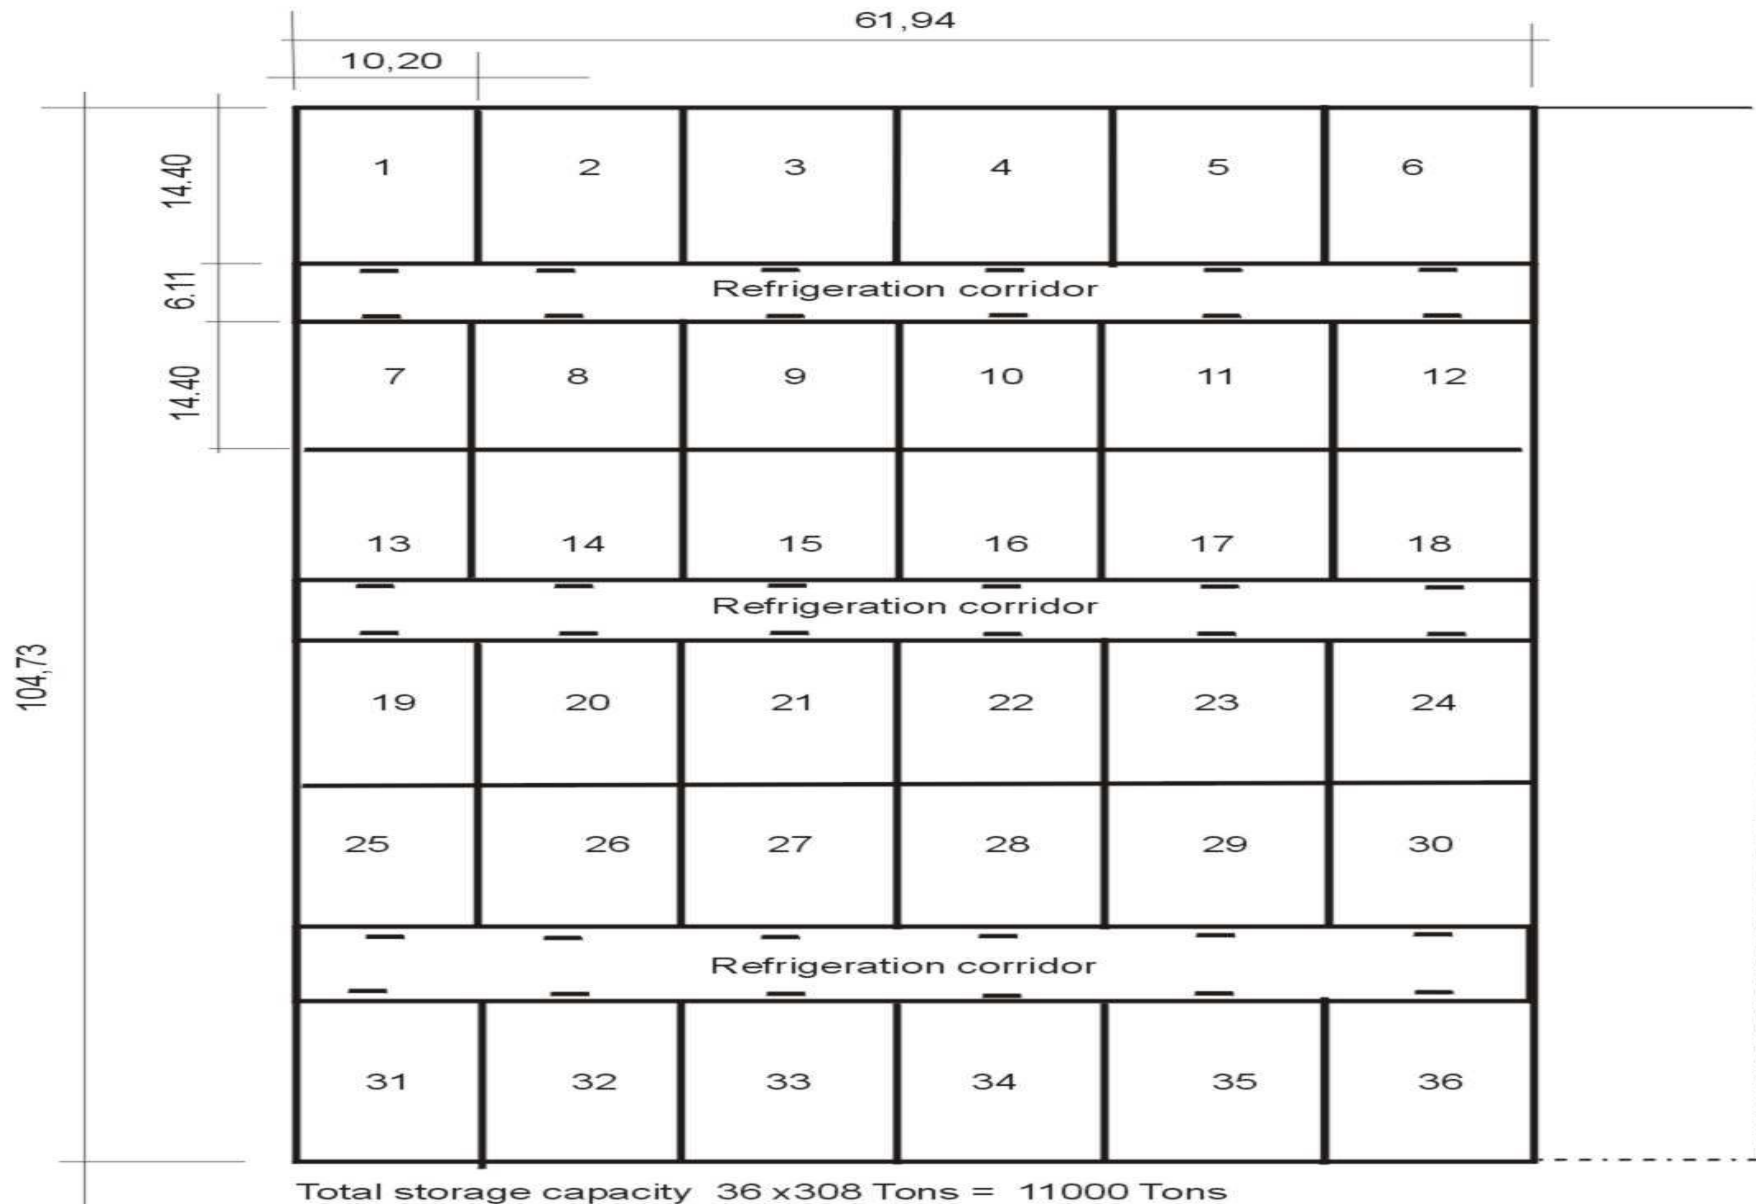 61,94
10,20
14.40
1 2 3 4 5 6
6.11
Refrigeration corridor
14.40
7 8 9 10 11 12
13 14 15 16 17 18
Refrigeration corridor
104,73
19 20 21 22 23 24
25 26 27 28 29 30
Refrigeration corridor
31 32 33 34 35 36
Total storage capacity 36 x308 Tons = 11000 Tons